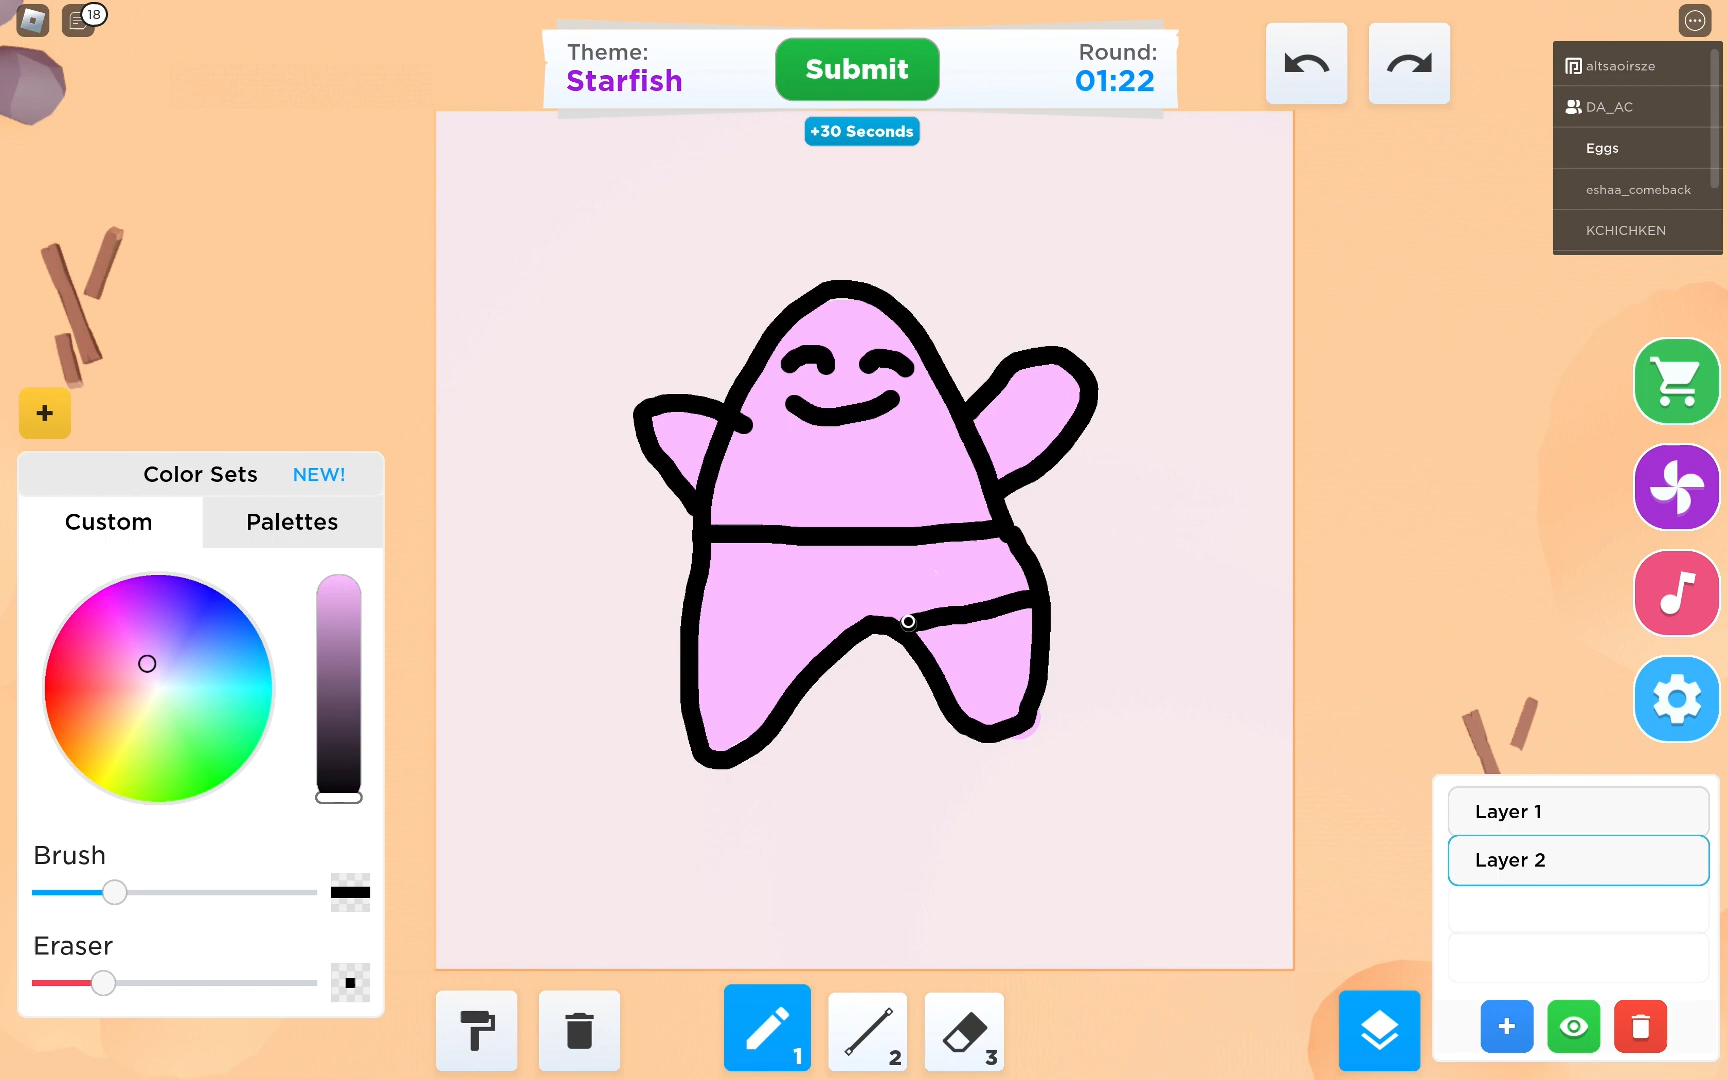 18
Theme:
Starfish
Submit
Round:
01:22
+30 Seconds
altsaoirsze
DA_AC
Eggs
eshaa_comeback
KCHICHKEN
+
Color Sets NEW!
Custom
Palettes
Brush
Eraser
1
2
3
Layer 1
Layer 2
+